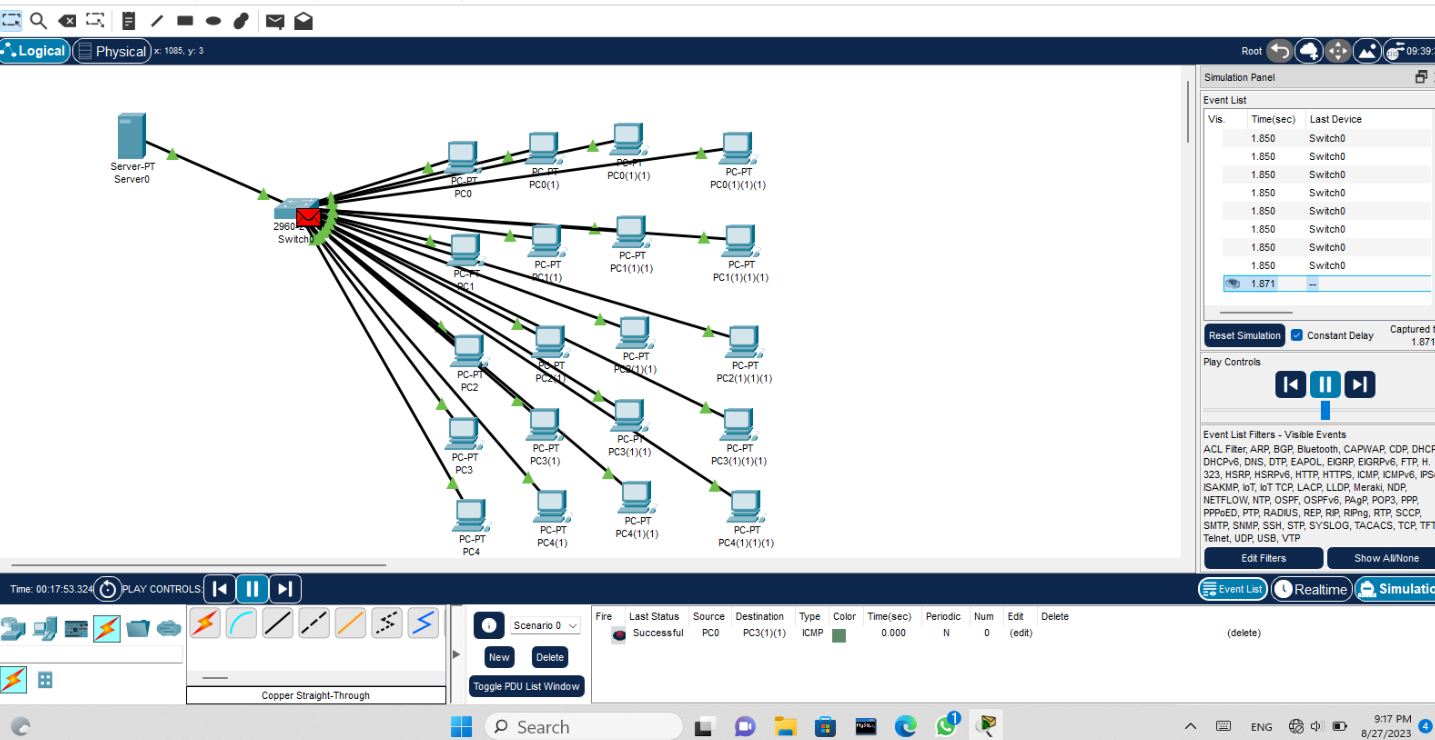 Logical Physical x: 1085, y: 3 Root 09:39:
Simulation Panel
Event List
Vis. Time(sec) Last Device
1.850 Switch0
1.850 Switch0
1.850 Switch0
1.850 Switch0
1.850 Switch0
1.850 Switch0
1.850 Switch0
1.850 Switch0
1.871 --
Reset Simulation Constant Delay Captured t
1.871
Play Controls
Event List Filters - Visible Events
ACL Filter, ARP, BGP, Bluetooth, CAPWAP, CDP, DHCP
DHCPv6, DNS, DTP, EAPOL, EIGRP, EIGRPv6, FTP, H.
323, HSRP, HSRPv6, HTTP, HTTPS, ICMP, ICMPv6, IPS
ISAKMP, IoT, IoT TCP, LACP, LLDP, Meraki, NDP,
NETFLOW, NTP, OSPF, OSPFv6, PAgP, POP3, PPP,
PPPoED, PTP, RADIUS, REP, RIP, RIPng, RTP, SCCP,
SMTP, SNMP, SSH, STP, SYSLOG, TACACS, TCP, TFT
Telnet, UDP, USB, VTP
Edit Filters Show All/None
Server-PT
Server0
Switch0
PC-PT
PC0
PC-PT
PC0(1)
PC-PT
PC0(1)(1)
PC-PT
PC0(1)(1)(1)
PC-PT
PC1
PC-PT
PC1(1)
PC-PT
PC1(1)(1)
PC-PT
PC1(1)(1)(1)
PC-PT
PC2
PC-PT
PC2(1)
PC-PT
PC2(1)(1)
PC-PT
PC2(1)(1)(1)
PC-PT
PC3
PC-PT
PC3(1)
PC-PT
PC3(1)(1)
PC-PT
PC3(1)(1)(1)
PC-PT
PC4
PC-PT
PC4(1)
PC-PT
PC4(1)(1)
PC-PT
PC4(1)(1)(1)
Time: 00:17:53.324 PLAY CONTROLS: Event List Realtime Simulatio
Scenario 0
New Delete
Toggle PDU List Window
Fire Last Status Source Destination Type Color Time(sec) Periodic Num Edit Delete
Successful PC0 PC3(1)(1) ICMP 0.000 N 0 (edit) (delete)
Copper Straight-Through
Search
1
ENG
9:17 PM
8/27/2023
4